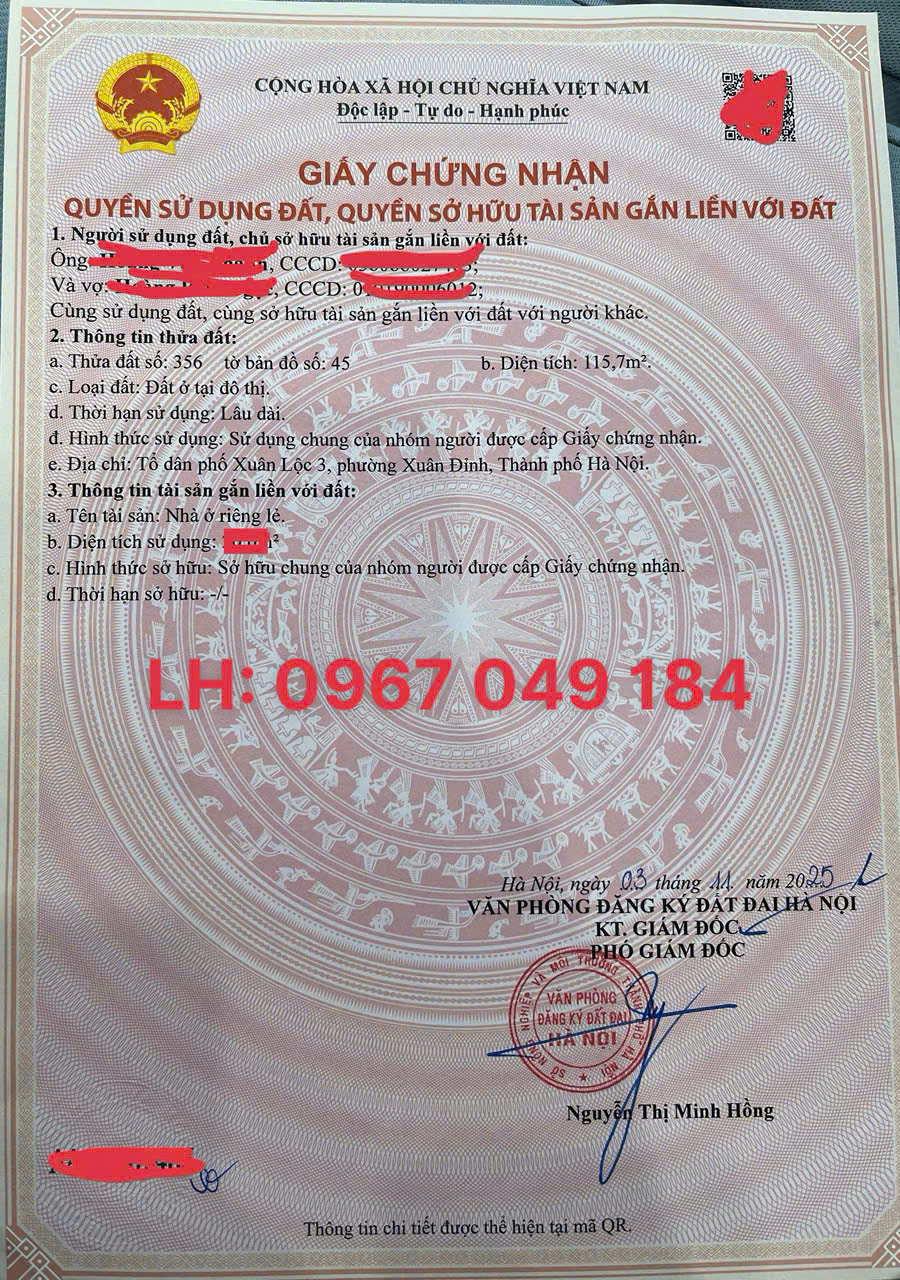 CỘNG HÒA XÃ HỘI CHỦ NGHĨA VIỆT NAM
Độc lập - Tự do - Hạnh phúc
GIẤY CHỨNG NHẬN
QUYỀN SỬ DỤNG ĐẤT, QUYỀN SỞ HỮU TÀI SẢN GẮN LIỀN VỚI ĐẤT
1. Người sử dụng đất, chủ sở hữu tài sản gắn liền với đất:
Ông , CCCD: ;
Và vợ: , CCCD: ;
Cùng sử dụng đất, cùng sở hữu tài sản gắn liền với đất với người khác.
2. Thông tin thửa đất:
a. Thửa đất số: 356 tờ bản đồ số: 45 b. Diện tích: 115,7m².
c. Loại đất: Đất ở tại đô thị.
d. Thời hạn sử dụng: Lâu dài.
đ. Hình thức sử dụng: Sử dụng chung của nhóm người được cấp Giấy chứng nhận.
e. Địa chỉ: Tổ dân phố Xuân Lộc 3, phường Xuân Đỉnh, Thành phố Hà Nội.
3. Thông tin tài sản gắn liền với đất:
a. Tên tài sản: Nhà ở riêng lẻ.
b. Diện tích sử dụng:
c. Hình thức sở hữu: Sở hữu chung của nhóm người được cấp Giấy chứng nhận.
d. Thời hạn sở hữu: -/-
LH: 0967 049 184
Hà Nội, ngày 03 tháng 11. năm 2025
VĂN PHÒNG ĐĂNG KÝ ĐẤT ĐAI HÀ NỘI
KT. GIÁM ĐỐC
PHÓ GIÁM ĐỐC
SỞ NÔNG NGHIỆP VÀ MÔI TRƯỜNG THÀNH PHỐ HÀ NỘI
VĂN PHÒNG
ĐĂNG KÝ ĐẤT ĐAI
HÀ NỘI
Nguyễn Thị Minh Hồng
Thông tin chi tiết được thể hiện tại mã QR.